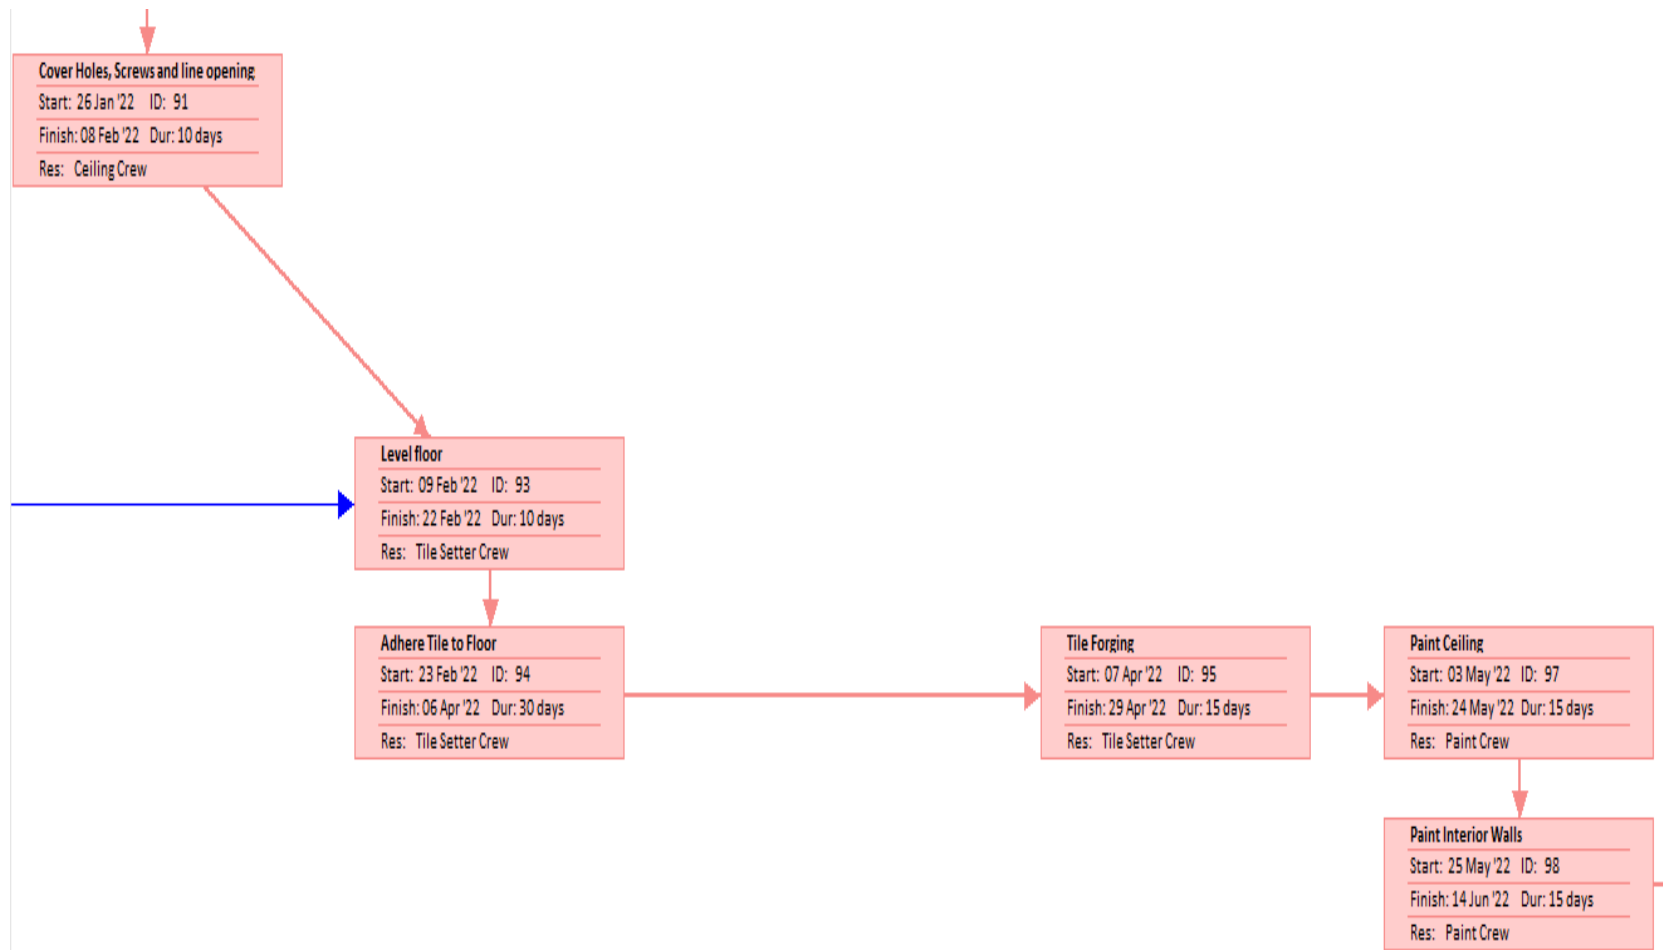 Cover Holes, Screws and line opening
Start: 26 Jan '22 ID: 91
Finish: 08 Feb '22 Dur: 10 days
Res: Ceiling Crew
Level floor
Start: 09 Feb '22 ID: 93
Finish: 22 Feb '22 Dur: 10 days
Res: Tile Setter Crew
Adhere Tile to Floor
Start: 23 Feb '22 ID: 94
Finish: 06 Apr '22 Dur: 30 days
Res: Tile Setter Crew
Tile Forging
Start: 07 Apr '22 ID: 95
Finish: 29 Apr '22 Dur: 15 days
Res: Tile Setter Crew
Paint Ceiling
Start: 03 May '22 ID: 97
Finish: 24 May '22 Dur: 15 days
Res: Paint Crew
Paint Interior Walls
Start: 25 May '22 ID: 98
Finish: 14 Jun '22 Dur: 15 days
Res: Paint Crew